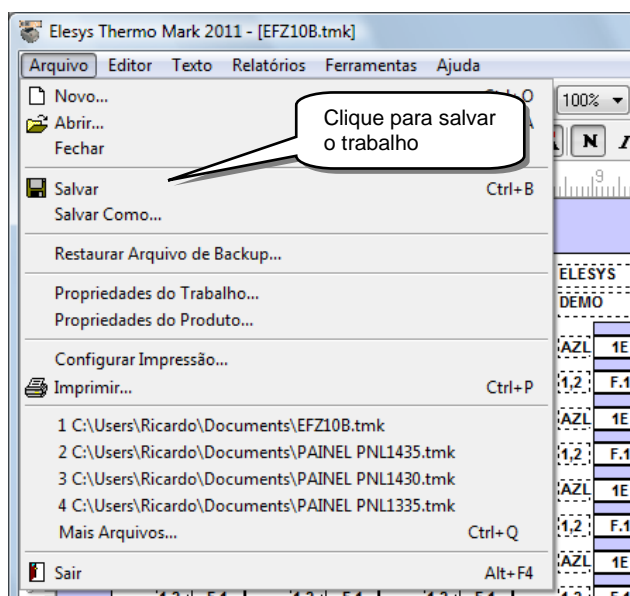 Elesys Thermo Mark 2011 - [EFZ10B.tmk]
Arquivo Editor Texto Relatórios Ferramentas Ajuda
Novo...
100%
Abrir...
Clique para salvar
o trabalho
Fechar
N I
9
Salvar Ctrl+B
Salvar Como...
Restaurar Arquivo de Backup...
ELESYS
Propriedades do Trabalho...
DEMO
Propriedades do Produto...
AZL 1E
Configurar Impressão...
Imprimir... Ctrl+P
1,2 F.1
1 C:\Users\Ricardo\Documents\EFZ10B.tmk
AZL 1E
2 C:\Users\Ricardo\Documents\PAINEL PNL1435.tmk
1,2 F.1
3 C:\Users\Ricardo\Documents\PAINEL PNL1430.tmk
AZL 1E
4 C:\Users\Ricardo\Documents\PAINEL PNL1335.tmk
Mais Arquivos... Ctrl+Q
1,2 F.1
AZL 1E
Sair Alt+F4